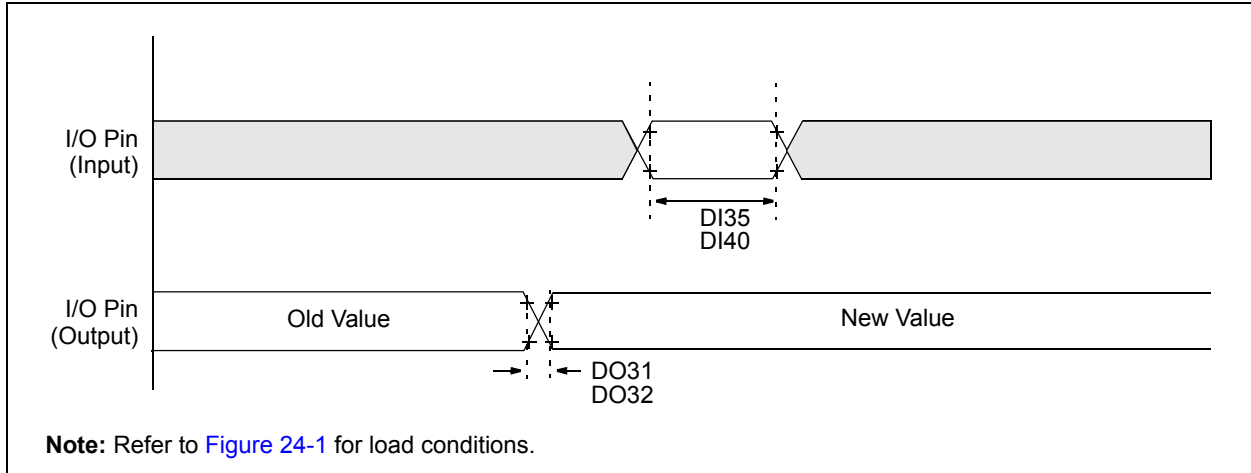 I/O Pin
(Input)
DI35
DI40
I/O Pin
(Output)
Old Value
New Value
DO31
DO32
Note: Refer to Figure 24-1 for load conditions.